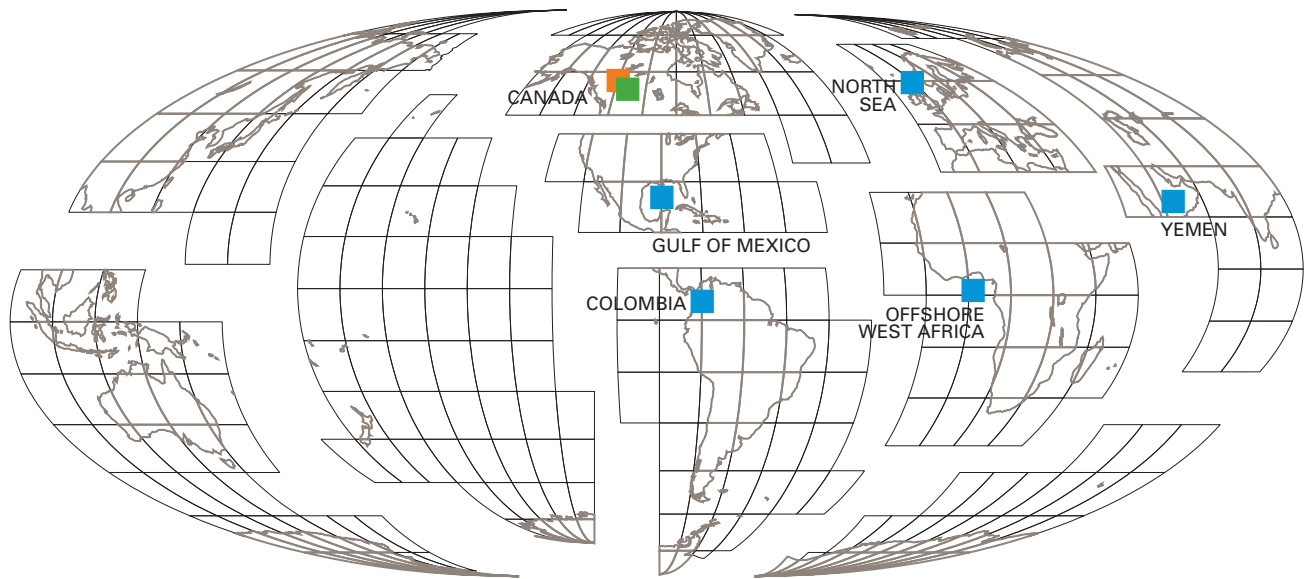 CANADA
NORTH
SEA
GULF OF MEXICO
YEMEN
COLOMBIA
OFFSHORE
WEST AFRICA